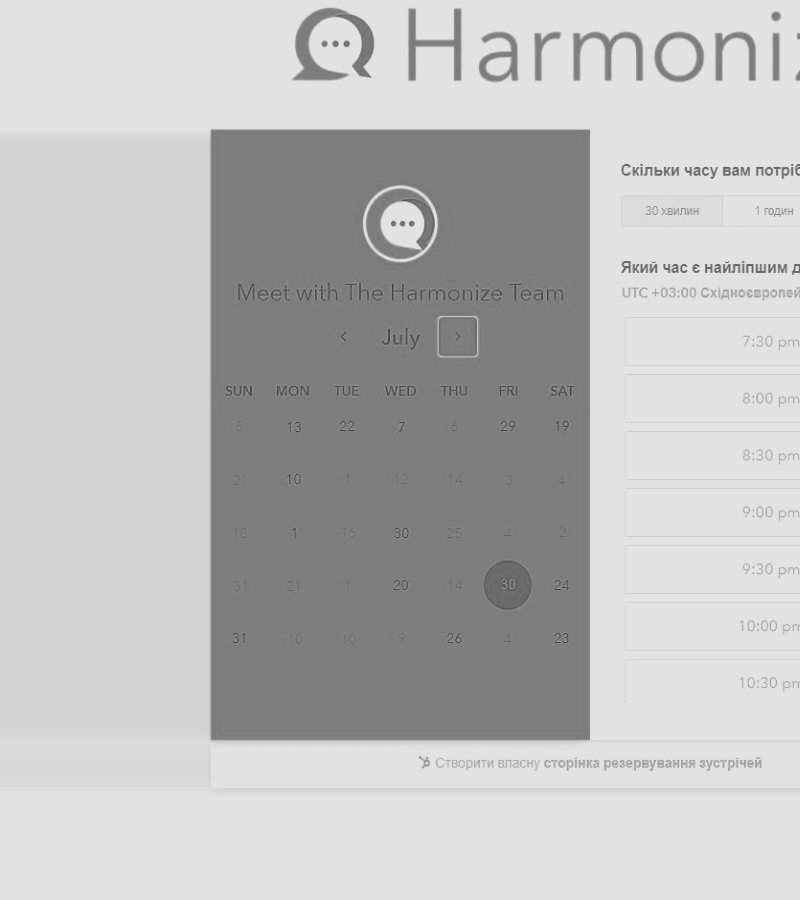 Harmoniz
Meet with The Harmonize Team
July
SUN MON TUE WED THU FRI SAT
5 13 22 7 6 29 19
21 10 1 12 14 3 4
18 1 16 30 25 4 2
31 21 1 20 14 30 24
31 10 10 9 26 4 23
Скільки часу вам потріб
30 хвилин 1 годин
Який час є найліпшим д
UTC +03:00 Східноєвропей
7:30 pm
8:00 pm
8:30 pm
9:00 pm
9:30 pm
10:00 pm
10:30 pm
Створити власну сторінка резервування зустрічей